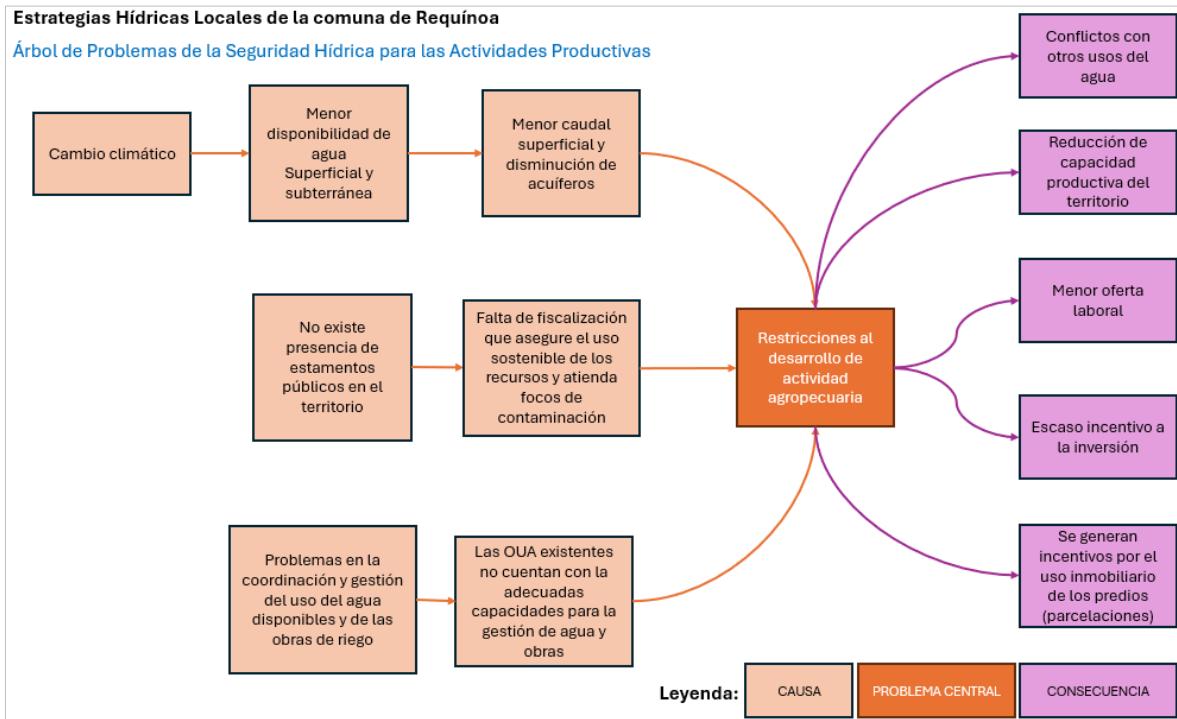 Estrategias Hídricas Locales de la comuna de Requínoa
Árbol de Problemas de la Seguridad Hídrica para las Actividades Productivas
Cambio climático
Menor
disponibilidad de
agua
Superficial y
subterránea
Menor caudal
superficial y
disminución de
acuíferos
No existe
presencia de
estamentos
públicos en el
territorio
Falta de fiscalización
que asegure el uso
sostenible de los
recursos y atienda
focos de
contaminación
Problemas en la
coordinación y gestión
del uso del agua
disponibles y de las
obras de riego
Las OUA existentes
no cuentan con la
adecuadas
capacidades para la
gestión de agua y
obras
Restricciones al
desarrollo de
actividad
agropecuaria
Conflictos con
otros usos del
agua
Reducción de
capacidad
productiva del
territorio
Menor oferta
laboral
Escaso incentivo a
la inversión
Se generan
incentivos por el
uso inmobiliario
de los predios
(parcelaciones)
Leyenda:
CAUSA
PROBLEMA CENTRAL
CONSECUENCIA